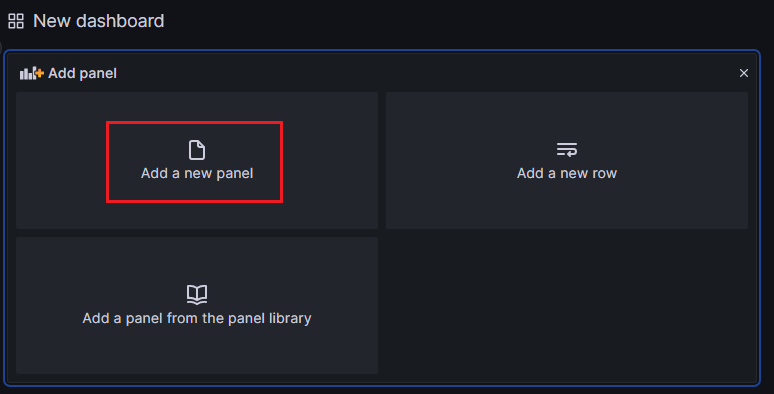 New dashboard
Add panel
Add a new panel
Add a new row
Add a panel from the panel library